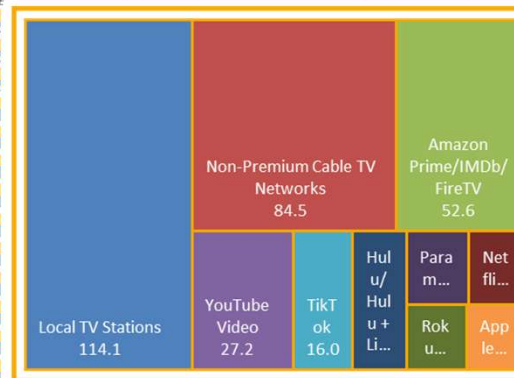 Local TV Stations
114.1
Non-Premium Cable TV
Networks
84.5
Amazon
Prime/IMDb/
FireTV
52.6
YouTube
Video
27.2
TikT
ok
16.0
Hul
u/
Hul
u +
Li...
Para
m...
Net
fli...
Rok
u...
Apple
le...